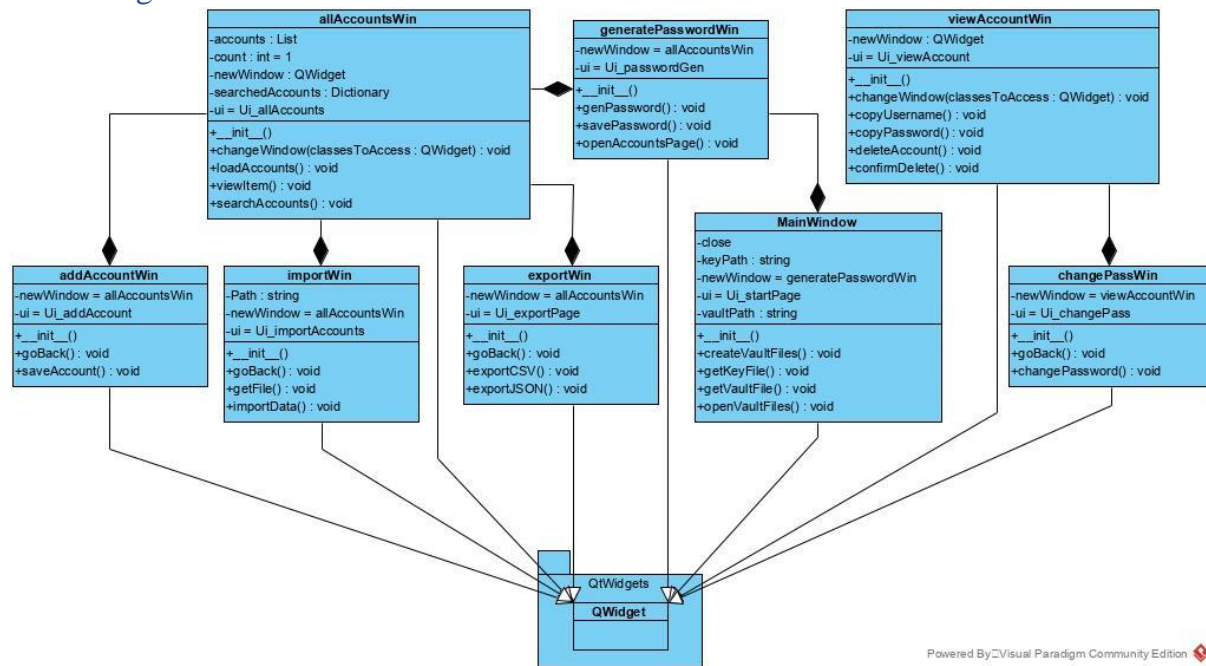 allAccountsWin
-accounts : List
-count : int = 1
-newWindow : QWidget
-searchedAccounts : Dictionary
-ui = Ui_allAccounts
+__init__()
+changeWindow(classesToAccess : QWidget) : void
+loadAccounts() : void
+viewItem() : void
+searchAccounts() : void
generatePasswordWin
-newWindow = allAccountsWin
-ui = Ui_passwordGen
+__init__()
+genPassword() : void
+savePassword() : void
+openAccountsPage() : void
viewAccountWin
-newWindow : QWidget
-ui = Ui_viewAccount
+__init__()
+changeWindow(classesToAccess : QWidget) : void
+copyUsername() : void
+copyPassword() : void
+deleteAccount() : void
+confirmDelete() : void
addAccountWin
-newWindow = allAccountsWin
-ui = Ui_addAccount
+__init__()
+goBack() : void
+saveAccount() : void
importWin
-Path : string
-newWindow = allAccountsWin
-ui = Ui_importAccounts
+__init__()
+goBack() : void
+getFile() : void
+importData() : void
exportWin
-newWindow = allAccountsWin
-ui = Ui_exportPage
+__init__()
+goBack() : void
+exportCSV() : void
+exportJSON() : void
MainWindow
-close
-keyPath : string
-newWindow = generatePasswordWin
-ui = Ui_startPage
-vaultPath : string
+__init__()
+createVaultFiles() : void
+getKeyFile() : void
+getVaultFile() : void
+openVaultFiles() : void
changePassWin
-newWindow = viewAccountWin
-ui = Ui_changePass
+__init__()
+goBack() : void
+changePassword() : void
QtWidgets
QWidget
Powered By Visual Paradigm Community Edition